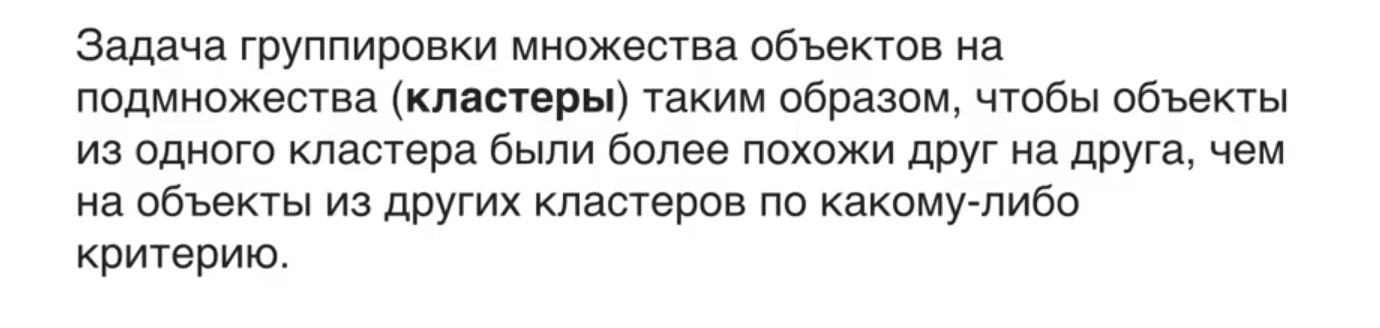 Задача группировки множества объектов на
подмножества (кластеры) таким образом, чтобы объекты
из одного кластера были более похожи друг на друга, чем
на объекты из других кластеров по какому-либо
критерию.